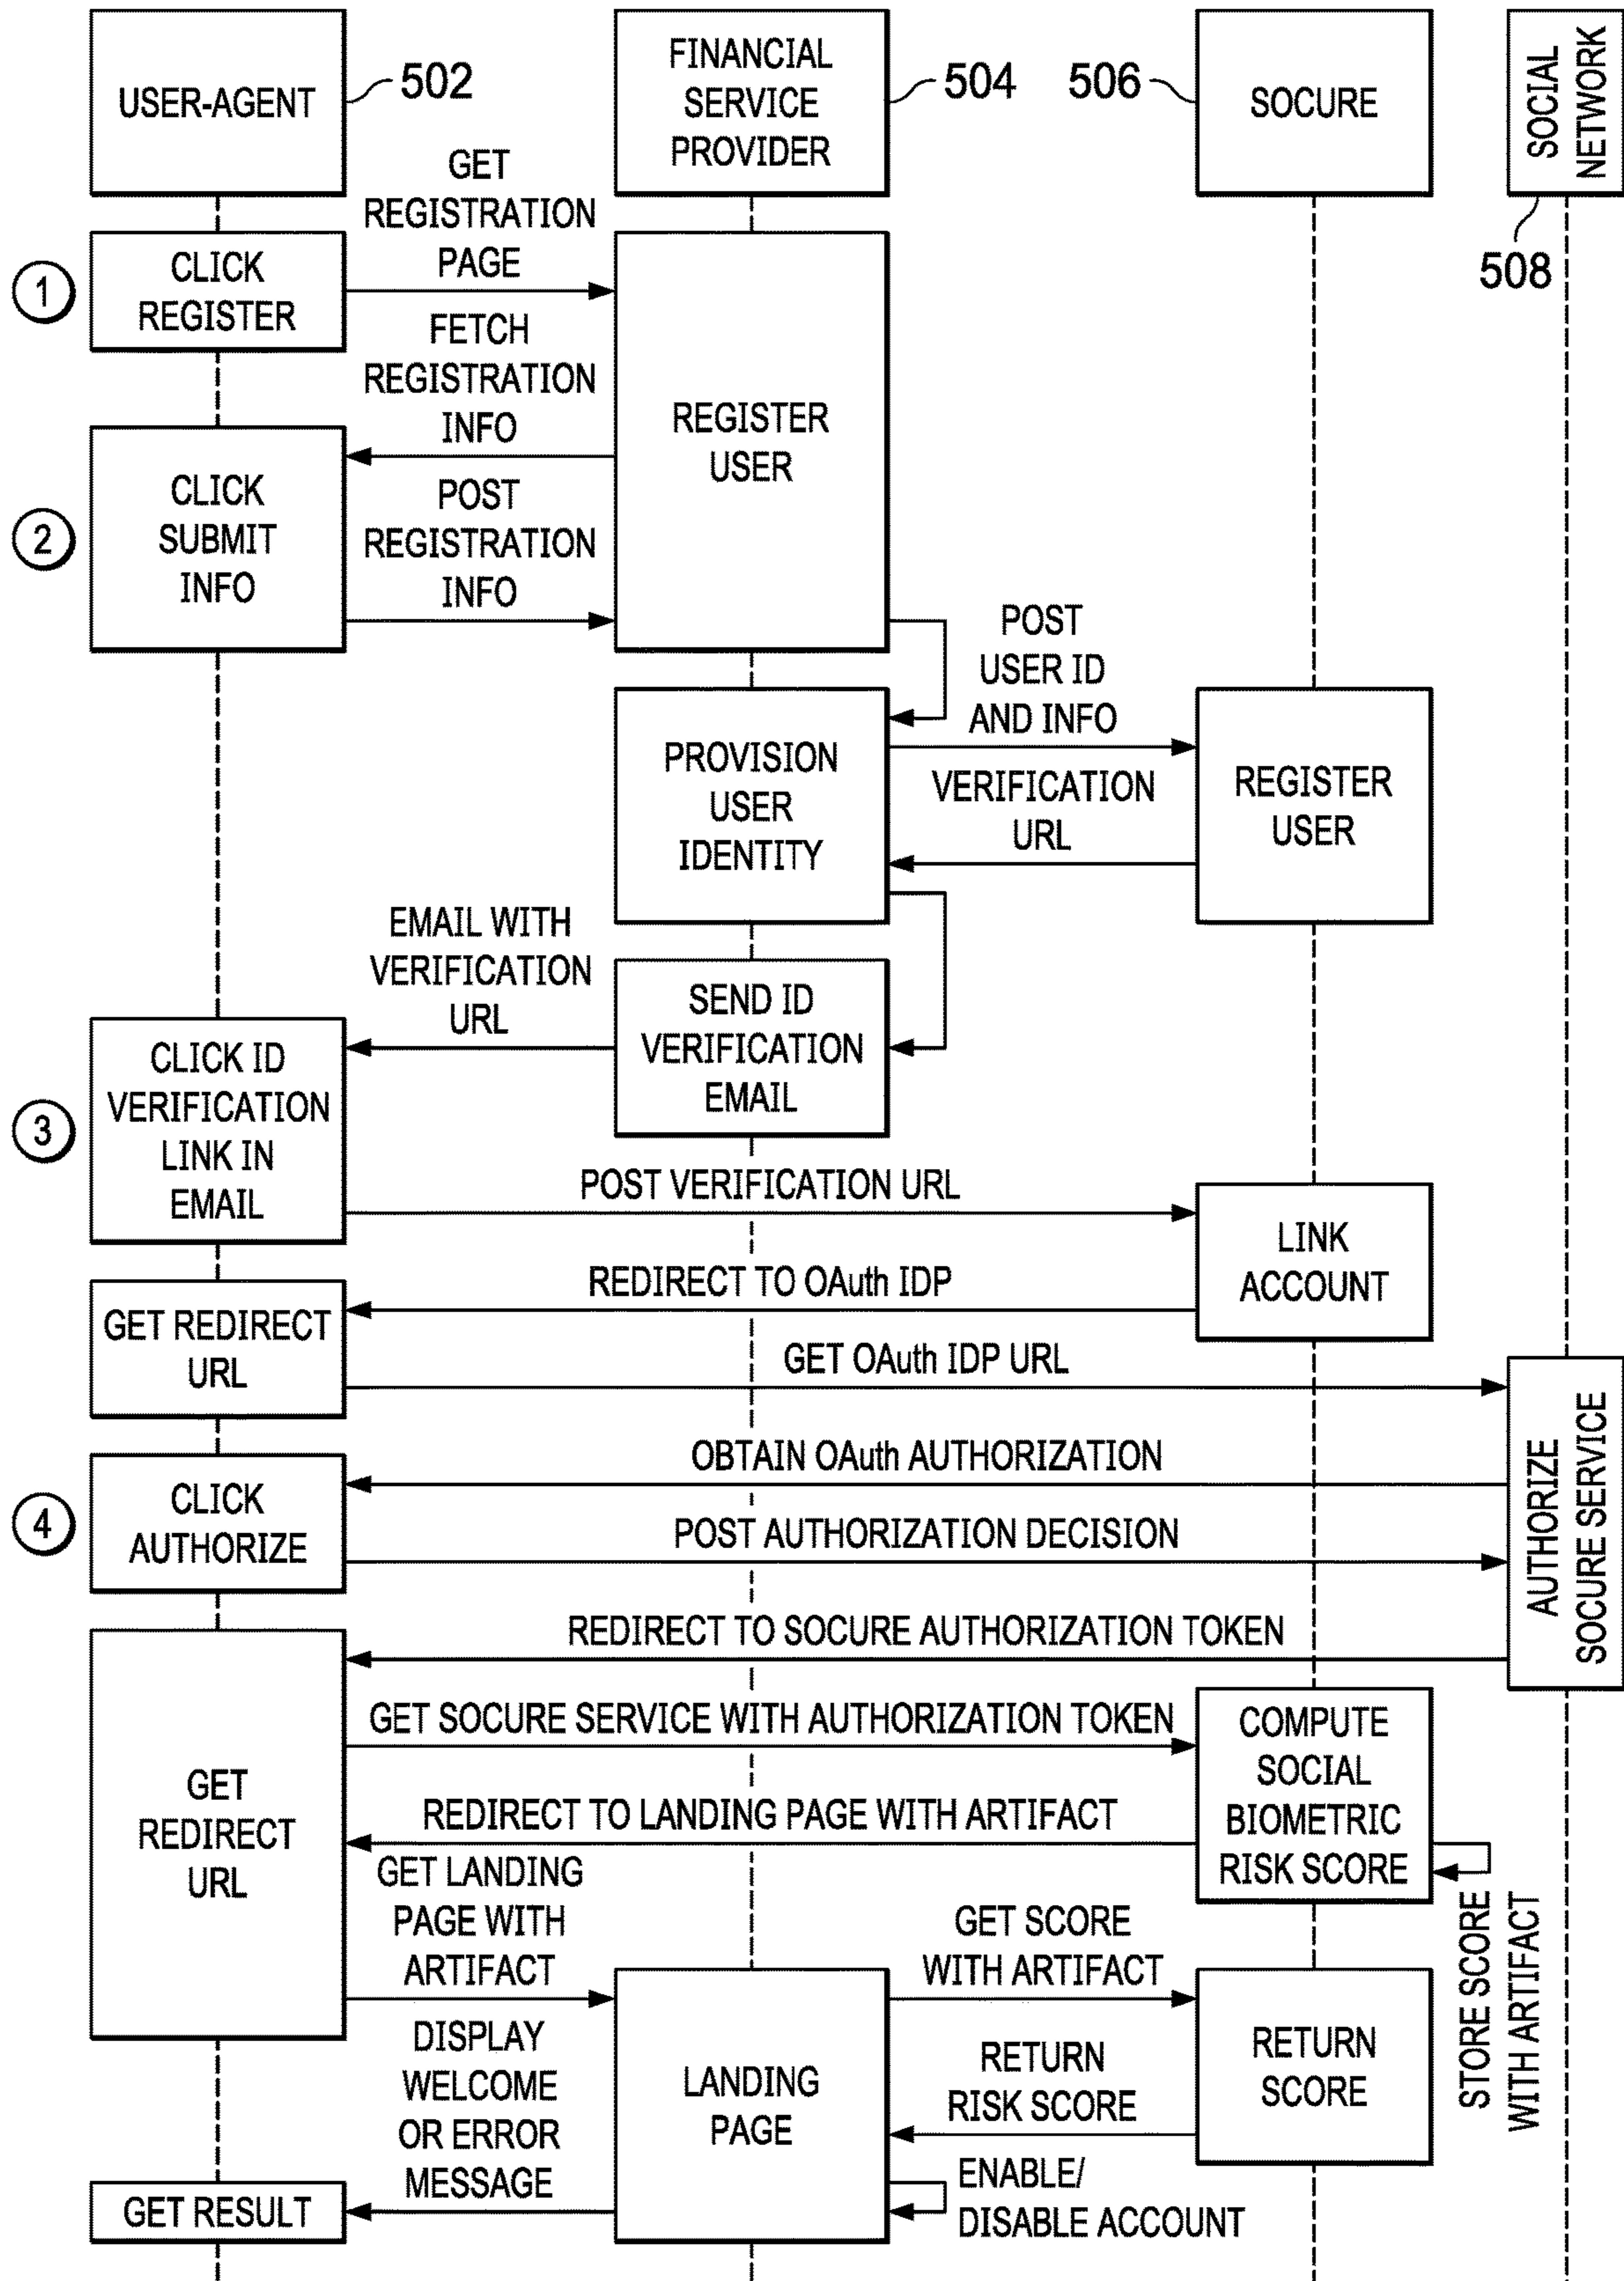 USER-AGENT
502
FINANCIAL
SERVICE
PROVIDER
504
506
SOCURE
SOCIAL
NETWORK
508
GET
REGISTRATION
PAGE
1
CLICK
REGISTER
FETCH
REGISTRATION
INFO
REGISTER
USER
2
CLICK
SUBMIT
INFO
POST
REGISTRATION
INFO
POST
USER ID
AND INFO
PROVISION
USER
IDENTITY
VERIFICATION
URL
REGISTER
USER
EMAIL WITH
VERIFICATION
URL
SEND ID
VERIFICATION
EMAIL
3
CLICK ID
VERIFICATION
LINK IN
EMAIL
POST VERIFICATION URL
LINK
ACCOUNT
REDIRECT TO OAuth IDP
GET REDIRECT
URL
GET OAuth IDP URL
AUTHORIZE
SOCURE SERVICE
OBTAIN OAuth AUTHORIZATION
4
CLICK
AUTHORIZE
POST AUTHORIZATION DECISION
REDIRECT TO SOCURE AUTHORIZATION TOKEN
GET
REDIRECT
URL
GET SOCURE SERVICE WITH AUTHORIZATION TOKEN
COMPUTE
SOCIAL
BIOMETRIC
RISK SCORE
REDIRECT TO LANDING PAGE WITH ARTIFACT
STORE SCORE
WITH ARTIFACT
GET LANDING
PAGE WITH
ARTIFACT
GET SCORE
WITH ARTIFACT
LANDING
PAGE
RETURN
SCORE
RETURN
RISK SCORE
DISPLAY
WELCOME
OR ERROR
MESSAGE
ENABLE/
DISABLE ACCOUNT
GET RESULT